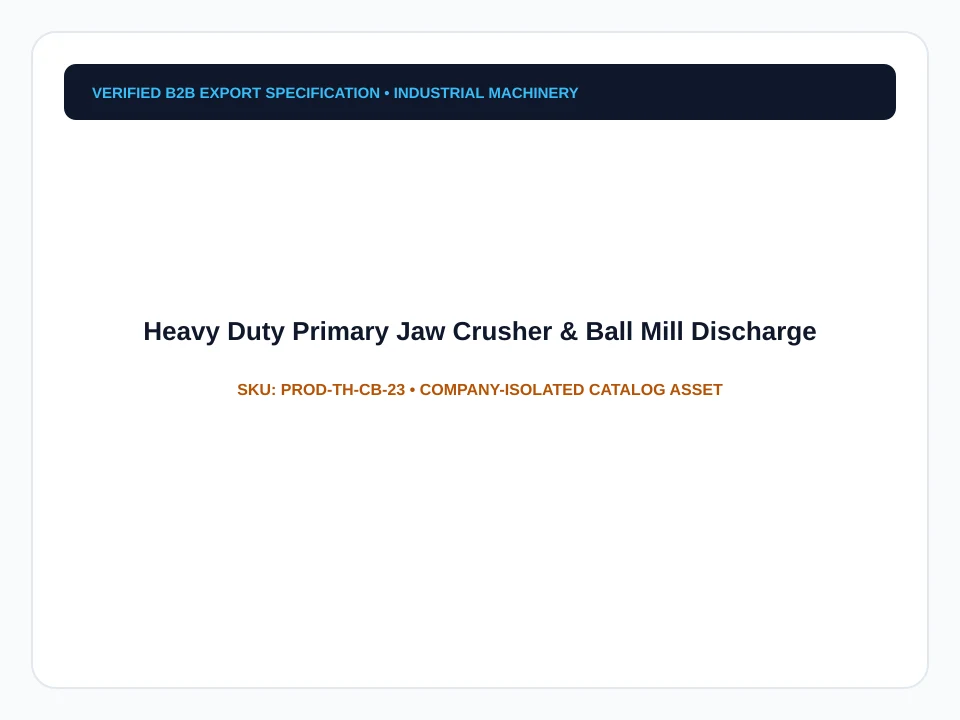 VERIFIED B2B EXPORT SPECIFICATION • INDUSTRIAL MACHINERY
Heavy Duty Primary Jaw Crusher & Ball Mill Discharge
SKU: PROD-TH-CB-23 • COMPANY-ISOLATED CATALOG ASSET